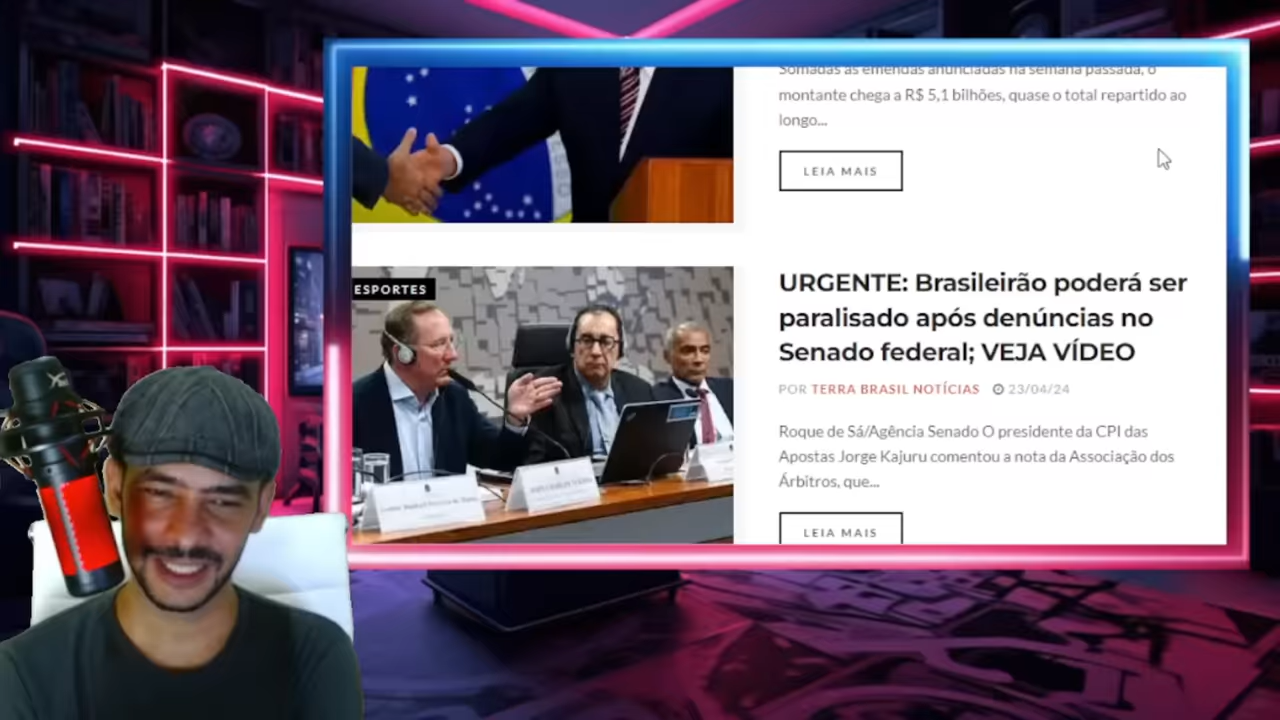 Somadas as emendas anunciadas na semana passada, o
montante chega a R$ 5,1 bilhões, quase o total repartido ao
longo...
LEIA MAIS
ESPORTES
URGENTE: Brasileirão poderá ser
paralisado após denúncias no
Senado federal; VEJA VÍDEO
POR TERRA BRASIL NOTÍCIAS 23/04/24
Roque de Sá/Agência Senado O presidente da CPI das
Apostas Jorge Kajuru comentou a nota da Associação dos
Árbitros, que...
LEIA MAIS